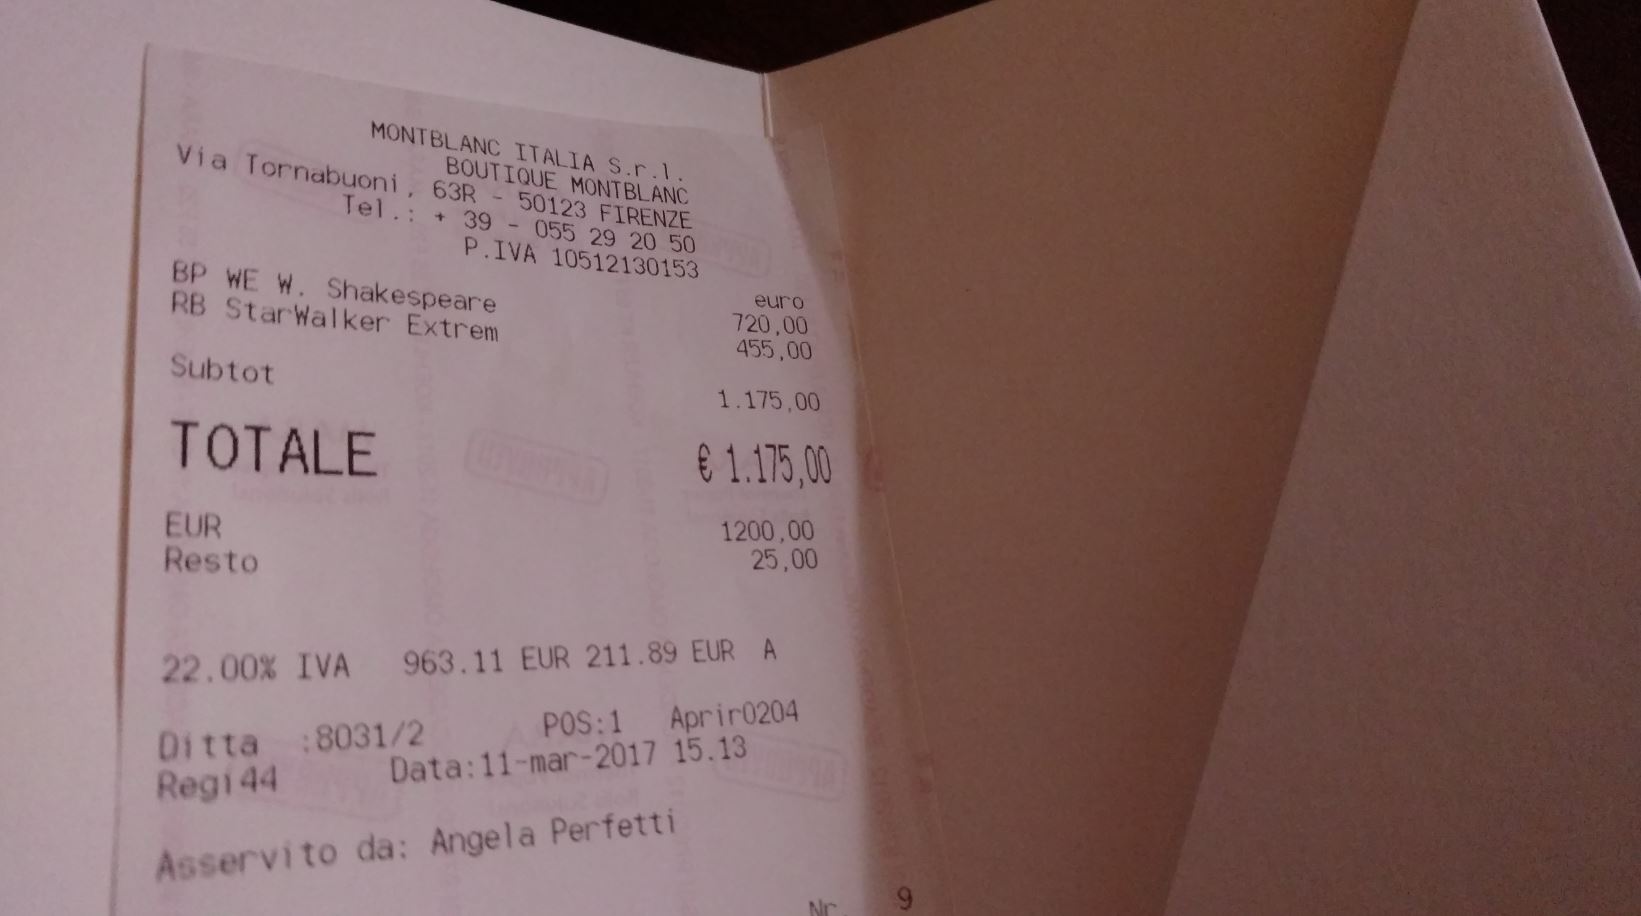 MONTBLANC ITALIA S.r.l.
BOUTIQUE MONTBLANC
Via Tornabuoni, 63R - 50123 FIRENZE
Tel.: + 39 - 055 29 20 50
P.IVA 10512130153
euro
BP WE W. Shakespeare 720,00
RB StarWalker Extrem 455,00
Subtot 1.175,00
TOTALE € 1.175,00
EUR 1200,00
Resto 25,00
22.00% IVA 963.11 EUR 211.89 EUR A
Ditta :8031/2 POS:1 Aprir0204
Regi44 Data:11-mar-2017 15.13
Asservito da: Angela Perfetti
Nr. 9